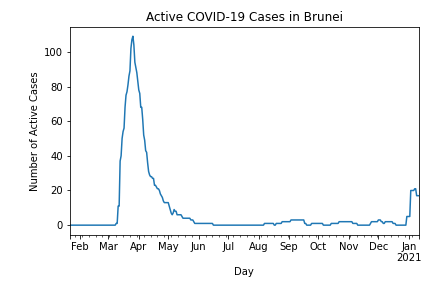 Active COVID-19 Cases in Brunei
Number of Active Cases
100
80
60
40
20
0
Feb Mar Apr May Jun Jul Aug Sep Oct Nov Dec Jan
2021
Day